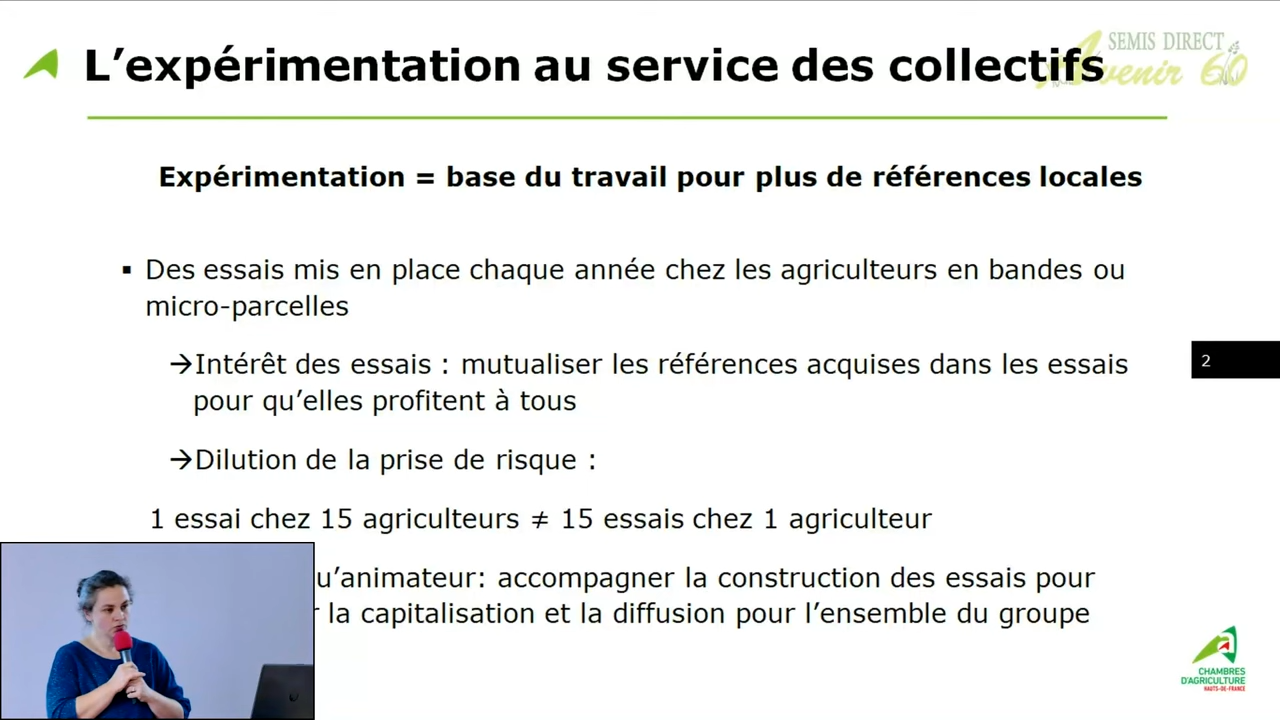 L’expérimentation au service des collectifs
SEMIS DIRECT
Avenir 60
Expérimentation = base du travail pour plus de références locales
▪ Des essais mis en place chaque année chez les agriculteurs en bandes ou
micro-parcelles
→Intérêt des essais : mutualiser les références acquises dans les essais
pour qu’elles profitent à tous
2
→Dilution de la prise de risque :
1 essai chez 15 agriculteurs ≠ 15 essais chez 1 agriculteur
u’animateur: accompagner la construction des essais pour
r la capitalisation et la diffusion pour l’ensemble du groupe
CHAMBRES
D’AGRICULTURE
HAUTS-DE-FRANCE